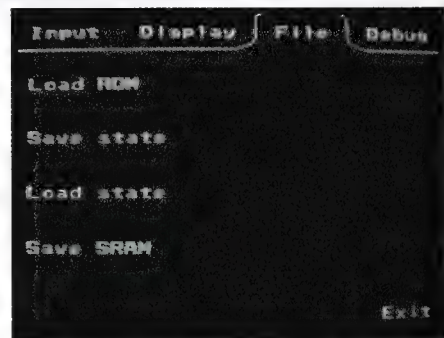 Input Display File Debug
Load ROM
Save state
Load state
Save SRAM
Exit